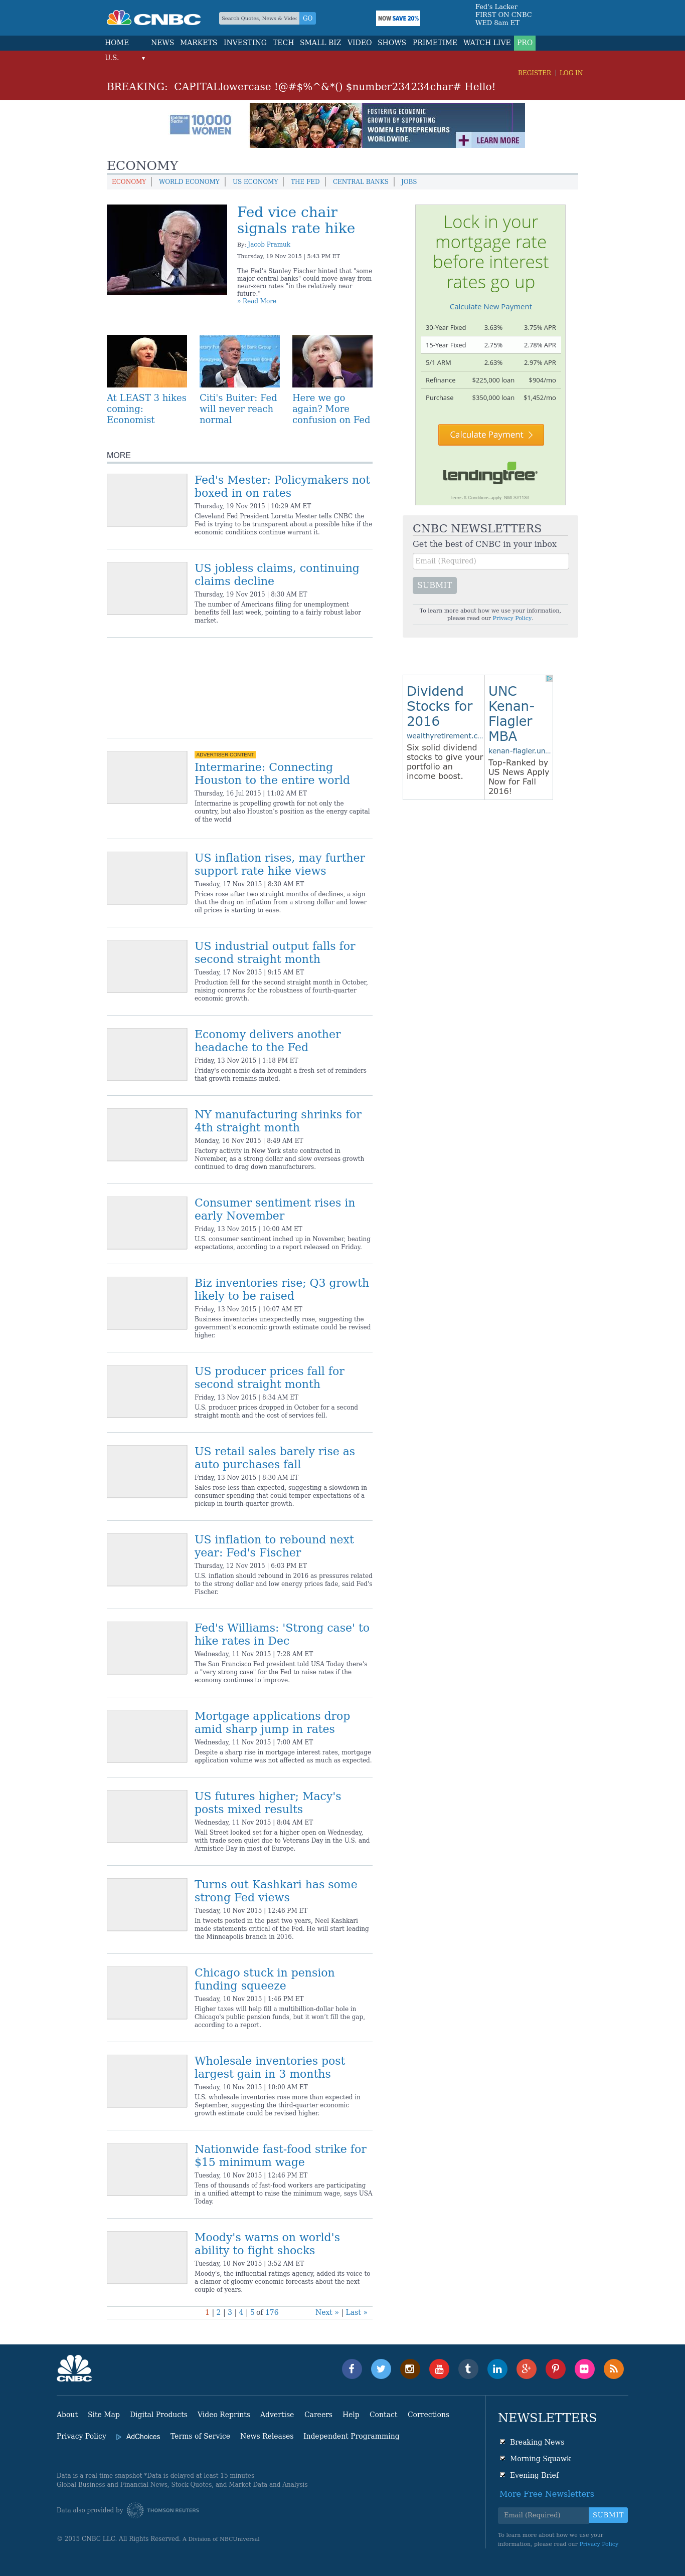 CNBC
Search Quotes, News & Video
GO
NOW SAVE 20%
Fed's Lacker
FIRST ON CNBC
WED 8am ET
HOME NEWS MARKETS INVESTING TECH SMALL BIZ VIDEO SHOWS PRIMETIME WATCH LIVE PRO
U.S. ▼
REGISTER | LOG IN
BREAKING: CAPITALlowercase !@#$%^&*() $number234234char# Hello!
10,000
WOMEN
FOSTERING ECONOMIC
GROWTH BY SUPPORTING
WOMEN ENTREPRENEURS
WORLDWIDE.
LEARN MORE
ECONOMY
ECONOMY | WORLD ECONOMY | US ECONOMY | THE FED | CENTRAL BANKS | JOBS
Fed vice chair
signals rate hike
By: Jacob Pramuk
Thursday, 19 Nov 2015 | 5:43 PM ET
The Fed's Stanley Fischer hinted that "some
major central banks" could move away from
near-zero rates "in the relatively near
future."
» Read More
At LEAST 3 hikes
coming:
Economist
Citi's Buiter: Fed
will never reach
normal
Here we go
again? More
confusion on Fed
MORE
Fed's Mester: Policymakers not
boxed in on rates
Thursday, 19 Nov 2015 | 10:29 AM ET
Cleveland Fed President Loretta Mester tells CNBC the
Fed is trying to be transparent about a possible hike if the
economic conditions continue warrant it.
US jobless claims, continuing
claims decline
Thursday, 19 Nov 2015 | 8:30 AM ET
The number of Americans filing for unemployment
benefits fell last week, pointing to a fairly robust labor
market.
ADVERTISER CONTENT
Intermarine: Connecting
Houston to the entire world
Thursday, 16 Jul 2015 | 11:02 AM ET
Intermarine is propelling growth for not only the
country, but also Houston's position as the energy capital
of the world
US inflation rises, may further
support rate hike views
Tuesday, 17 Nov 2015 | 8:30 AM ET
Prices rose after two straight months of declines, a sign
that the drag on inflation from a strong dollar and lower
oil prices is starting to ease.
US industrial output falls for
second straight month
Tuesday, 17 Nov 2015 | 9:15 AM ET
Production fell for the second straight month in October,
raising concerns for the robustness of fourth-quarter
economic growth.
Economy delivers another
headache to the Fed
Friday, 13 Nov 2015 | 1:18 PM ET
Friday's economic data brought a fresh set of reminders
that growth remains muted.
NY manufacturing shrinks for
4th straight month
Monday, 16 Nov 2015 | 8:49 AM ET
Factory activity in New York state contracted in
November, as a strong dollar and slow overseas growth
continued to drag down manufacturers.
Consumer sentiment rises in
early November
Friday, 13 Nov 2015 | 10:00 AM ET
U.S. consumer sentiment inched up in November, beating
expectations, according to a report released on Friday.
Biz inventories rise; Q3 growth
likely to be raised
Friday, 13 Nov 2015 | 10:07 AM ET
Business inventories unexpectedly rose, suggesting the
government's economic growth estimate could be revised
higher.
US producer prices fall for
second straight month
Friday, 13 Nov 2015 | 8:34 AM ET
U.S. producer prices dropped in October for a second
straight month and the cost of services fell.
US retail sales barely rise as
auto purchases fall
Friday, 13 Nov 2015 | 8:30 AM ET
Sales rose less than expected, suggesting a slowdown in
consumer spending that could temper expectations of a
pickup in fourth-quarter growth.
US inflation to rebound next
year: Fed's Fischer
Thursday, 12 Nov 2015 | 6:03 PM ET
U.S. inflation should rebound in 2016 as pressures related
to the strong dollar and low energy prices fade, said Fed's
Fischer.
Fed's Williams: 'Strong case' to
hike rates in Dec
Wednesday, 11 Nov 2015 | 7:28 AM ET
The San Francisco Fed president told USA Today there's
a "very strong case" for the Fed to raise rates if the
economy continues to improve.
Mortgage applications drop
amid sharp jump in rates
Wednesday, 11 Nov 2015 | 7:00 AM ET
Despite a sharp rise in mortgage interest rates, mortgage
application volume was not affected as much as expected.
US futures higher; Macy's
posts mixed results
Wednesday, 11 Nov 2015 | 8:04 AM ET
Wall Street looked set for a higher open on Wednesday,
with trade seen quiet due to Veterans Day in the U.S. and
Armistice Day in most of Europe.
Turns out Kashkari has some
strong Fed views
Tuesday, 10 Nov 2015 | 12:46 PM ET
In tweets posted in the past two years, Neel Kashkari
made statements critical of the Fed. He will start leading
the Minneapolis branch in 2016.
Chicago stuck in pension
funding squeeze
Tuesday, 10 Nov 2015 | 1:46 PM ET
Higher taxes will help fill a multibillion-dollar hole in
Chicago's public pension funds, but it won't fill the gap,
according to a report.
Wholesale inventories post
largest gain in 3 months
Tuesday, 10 Nov 2015 | 10:00 AM ET
U.S. wholesale inventories rose more than expected in
September, suggesting the third-quarter economic
growth estimate could be revised higher.
Nationwide fast-food strike for
$15 minimum wage
Tuesday, 10 Nov 2015 | 12:46 PM ET
Tens of thousands of fast-food workers are participating
in a unified attempt to raise the minimum wage, says USA
Today.
Moody's warns on world's
ability to fight shocks
Tuesday, 10 Nov 2015 | 3:52 AM ET
Moody's, the influential ratings agency, added its voice to
a clamor of gloomy economic forecasts about the next
couple of years.
1 | 2 | 3 | 4 | 5 of 176 Next » | Last »
Lock in your
mortgage rate
before interest
rates go up
Calculate New Payment
30-Year Fixed 3.63% 3.75% APR
15-Year Fixed 2.75% 2.78% APR
5/1 ARM 2.63% 2.97% APR
Refinance $225,000 loan $904/mo
Purchase $350,000 loan $1,452/mo
Calculate Payment
lendingtree
Terms & Conditions apply. NMLS#1136
CNBC NEWSLETTERS
Get the best of CNBC in your inbox
Email (Required)
SUBMIT
To learn more about how we use your information,
please read our Privacy Policy.
Dividend
Stocks for
2016
wealthyretirement.c...
Six solid dividend
stocks to give your
portfolio an
income boost.
UNC
Kenan-
Flagler
MBA
kenan-flagler.un...
Top-Ranked by
US News Apply
Now for Fall
2016!
CNBC
About Site Map Digital Products Video Reprints Advertise Careers Help Contact Corrections
Privacy Policy AdChoices Terms of Service News Releases Independent Programming
Data is a real-time snapshot *Data is delayed at least 15 minutes
Global Business and Financial News, Stock Quotes, and Market Data and Analysis
Data also provided by THOMSON REUTERS
© 2015 CNBC LLC. All Rights Reserved. A Division of NBCUniversal
NEWSLETTERS
Breaking News
Morning Squawk
Evening Brief
More Free Newsletters
Email (Required)
SUBMIT
To learn more about how we use your
information, please read our Privacy Policy